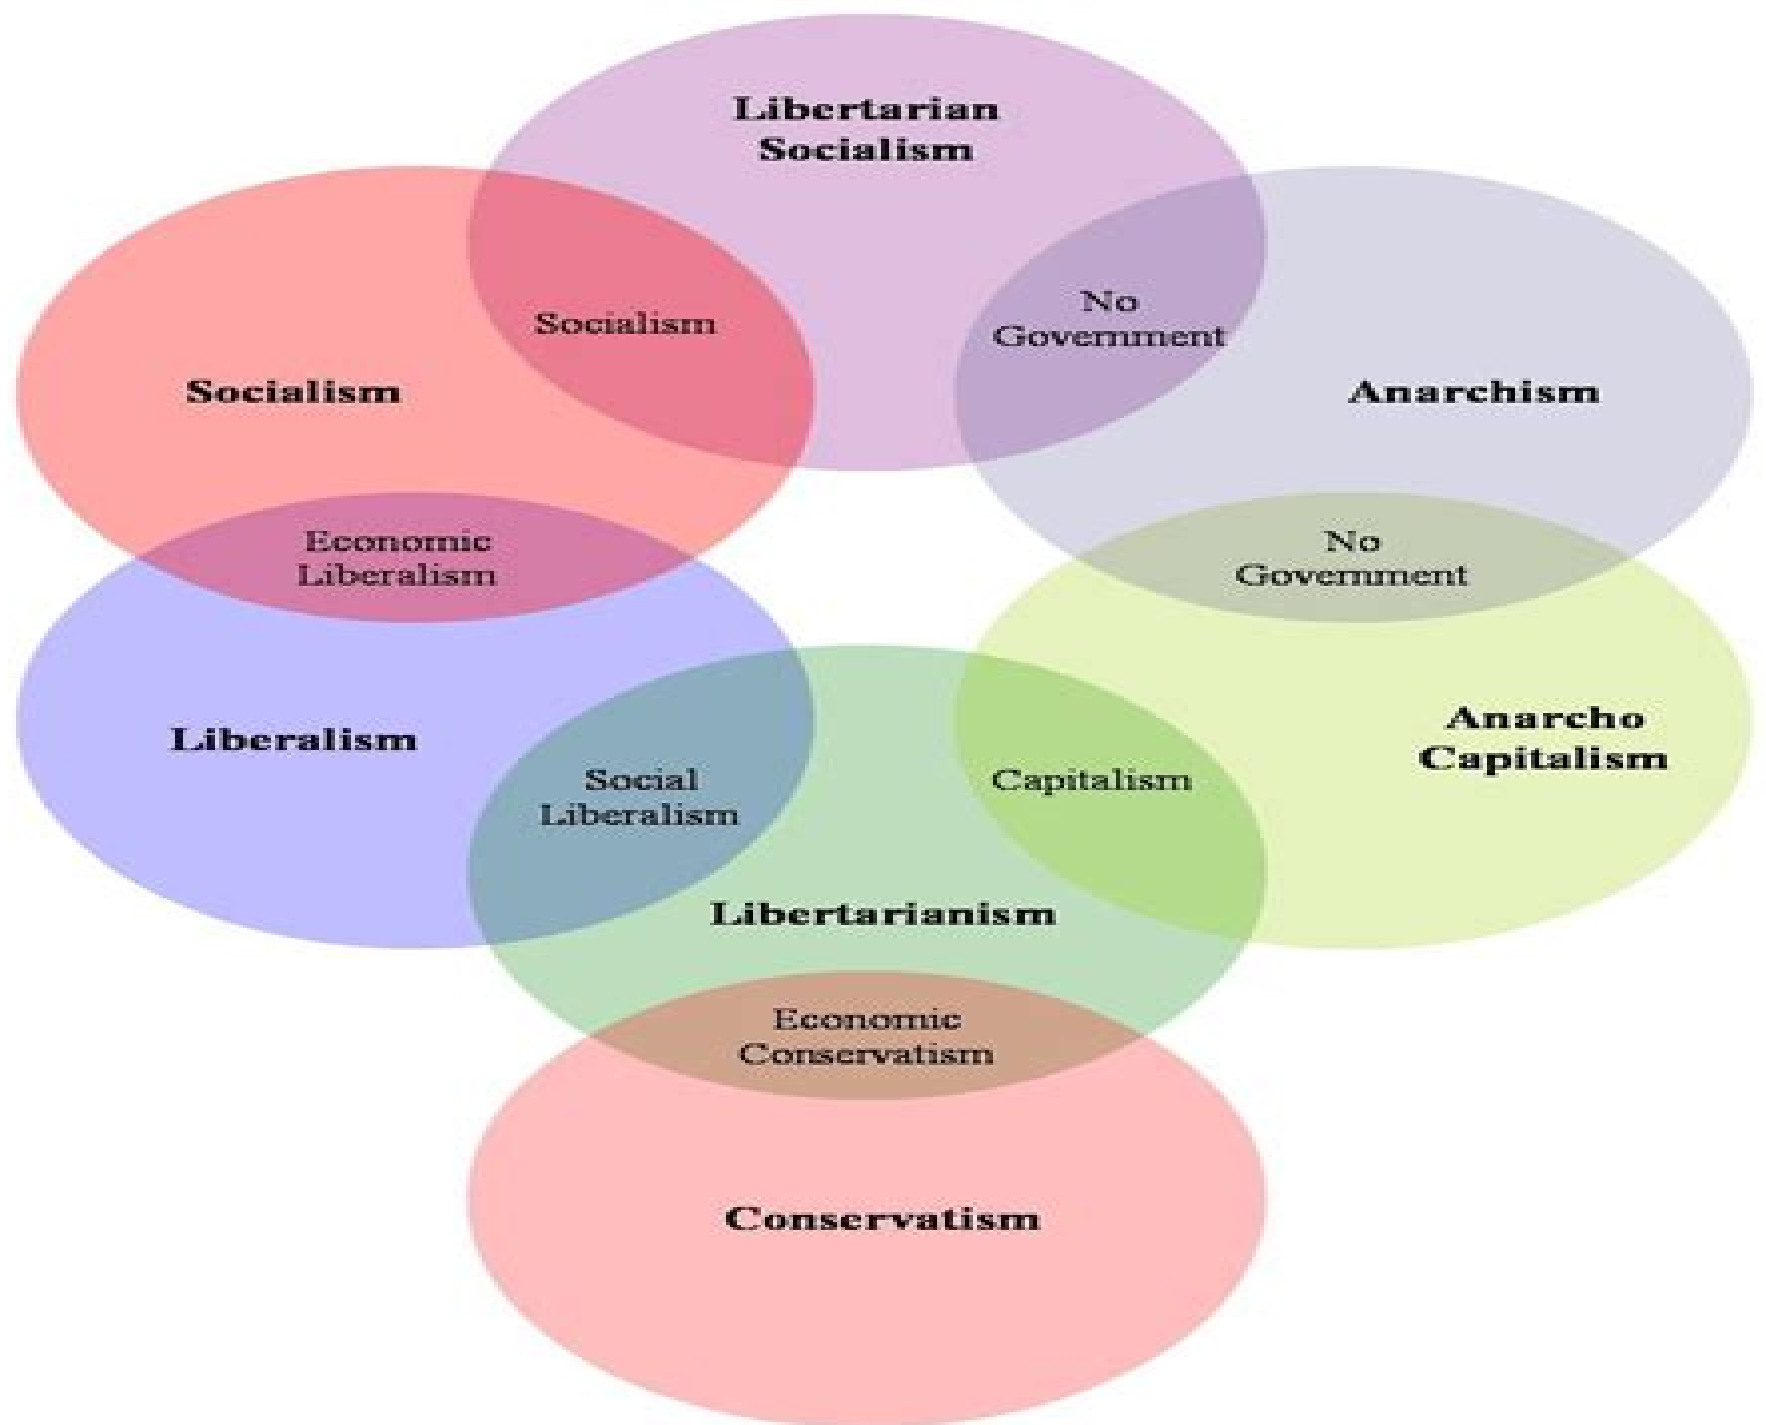 Libertarian
Socialism
No
Government
Socialism
Socialism
Anarchism
Economic
Liberalism
No
Government
Liberalism
Anarcho
Capitalism
Social
Liberalism
Capitalism
Libertarianism
Economic
Conservatism
Conservatism